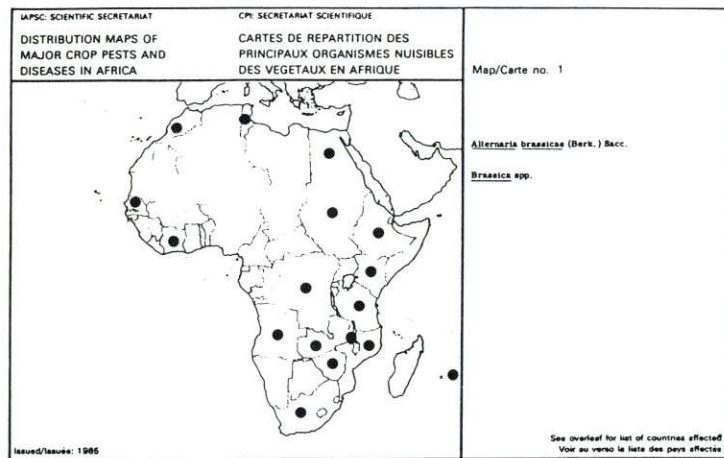 IAPSC: SCIENTIFIC SECRETARIAT
DISTRIBUTION MAPS OF
MAJOR CROP PESTS AND
DISEASES IN AFRICA
CPI: SECRETARIAT SCIENTIFIQUE
CARTES DE REPARTITION DES
PRINCIPAUX ORGANISMES NUISIBLES
DES VEGETAUX EN AFRIQUE
Map/Carte no. 1
Alternaria brassicae (Berk.) Sacc.
Brassica spp.
Issued/Issuée: 1986
See overleaf for list of countries affected
Voir au verso la liste des pays affectés